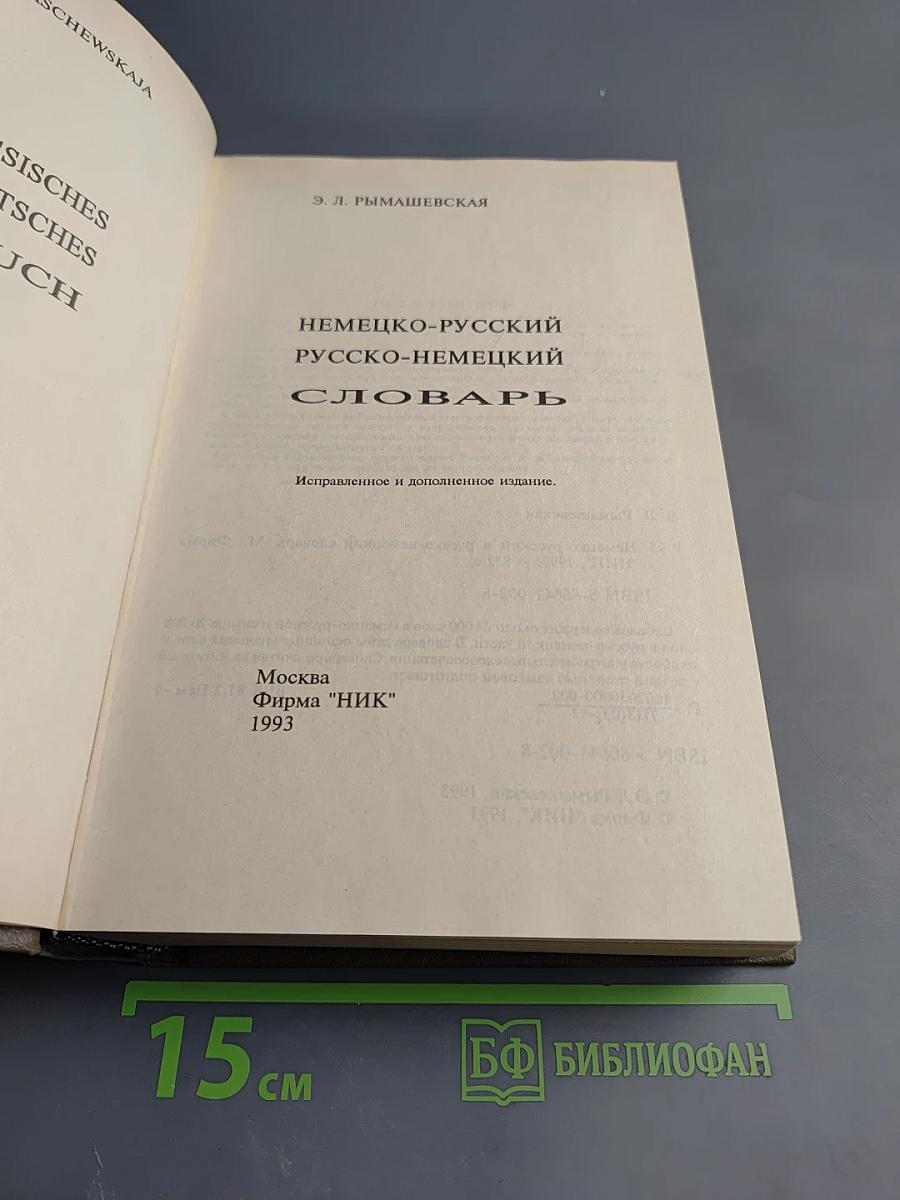 SCHEWSKAJA
SISCHES
TSCHES
UCH
Э. Л. РЫМАШЕВСКАЯ
НЕМЕЦКО-РУССКИЙ
РУССКО-НЕМЕЦКИЙ
СЛОВАРЬ
Исправленное и дополненное издание.
Москва
Фирма "НИК"
1993
15 см
БФ БИБЛИОФАН